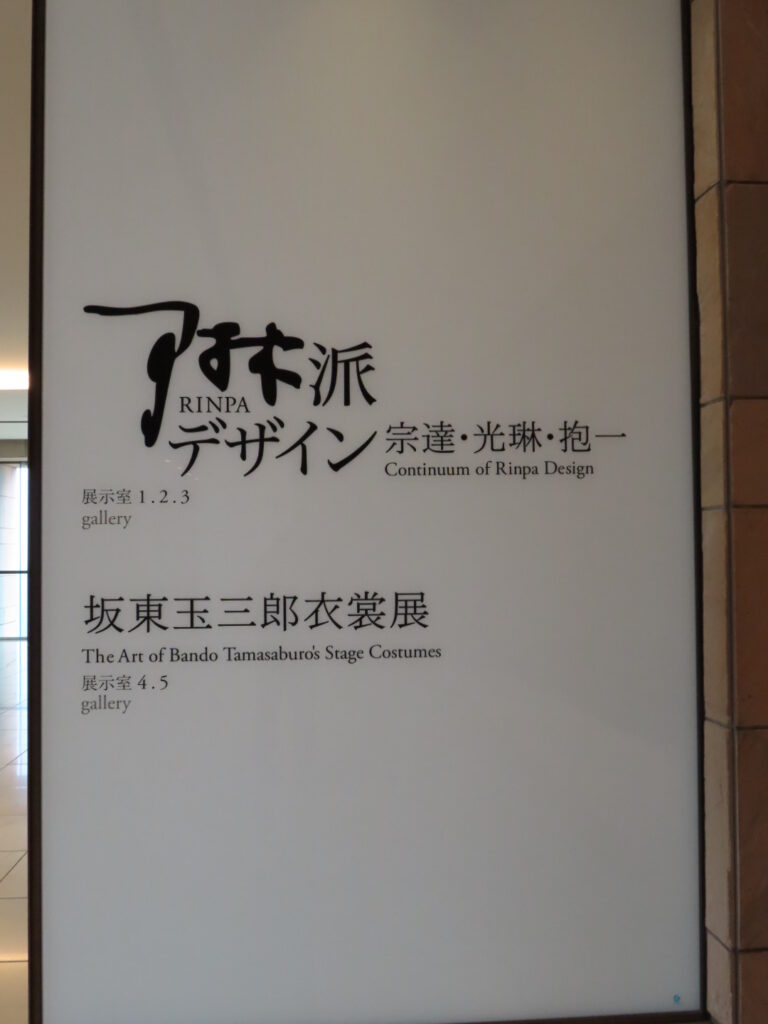 琳派
RINPA
デザイン 宗達・光琳・抱一
Continuum of Rinpa Design
展示室 1.2.3
gallery
坂東玉三郎衣裳展
The Art of Bando Tamasaburo's Stage Costumes
展示室 4.5
gallery